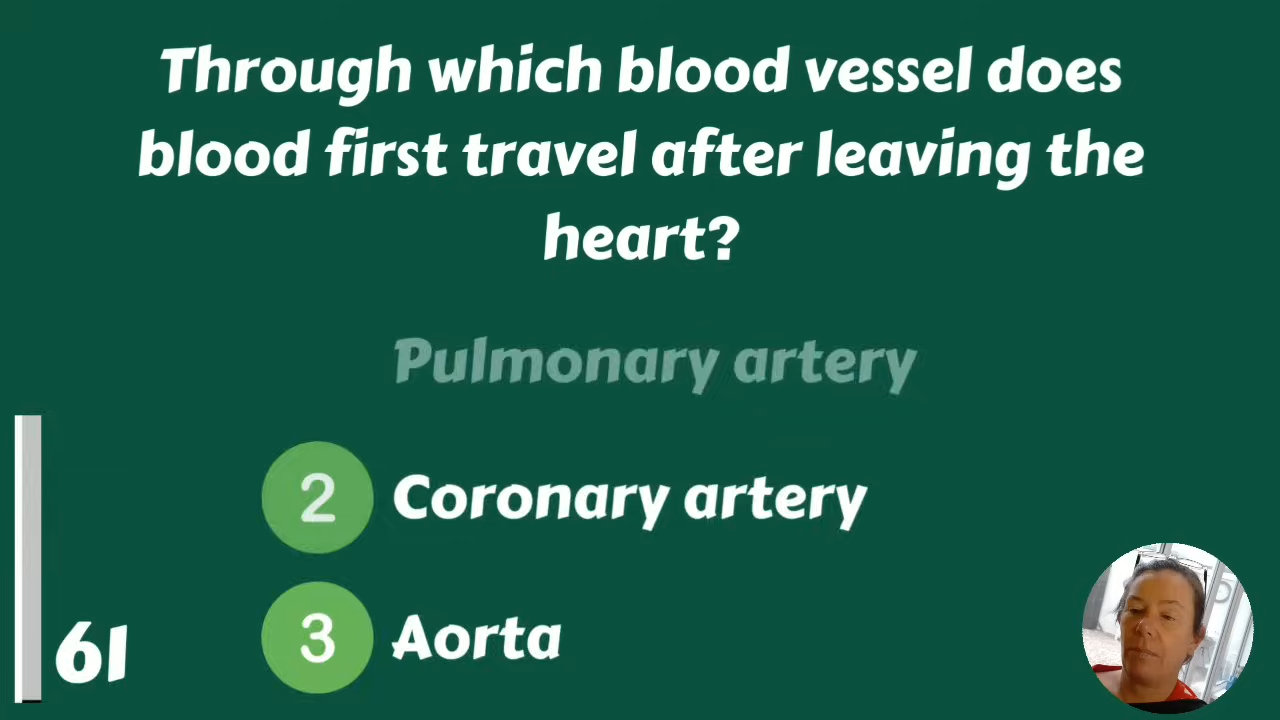 Through which blood vessel does
blood first travel after leaving the
heart?
Pulmonary artery
2 Coronary artery
3 Aorta
61